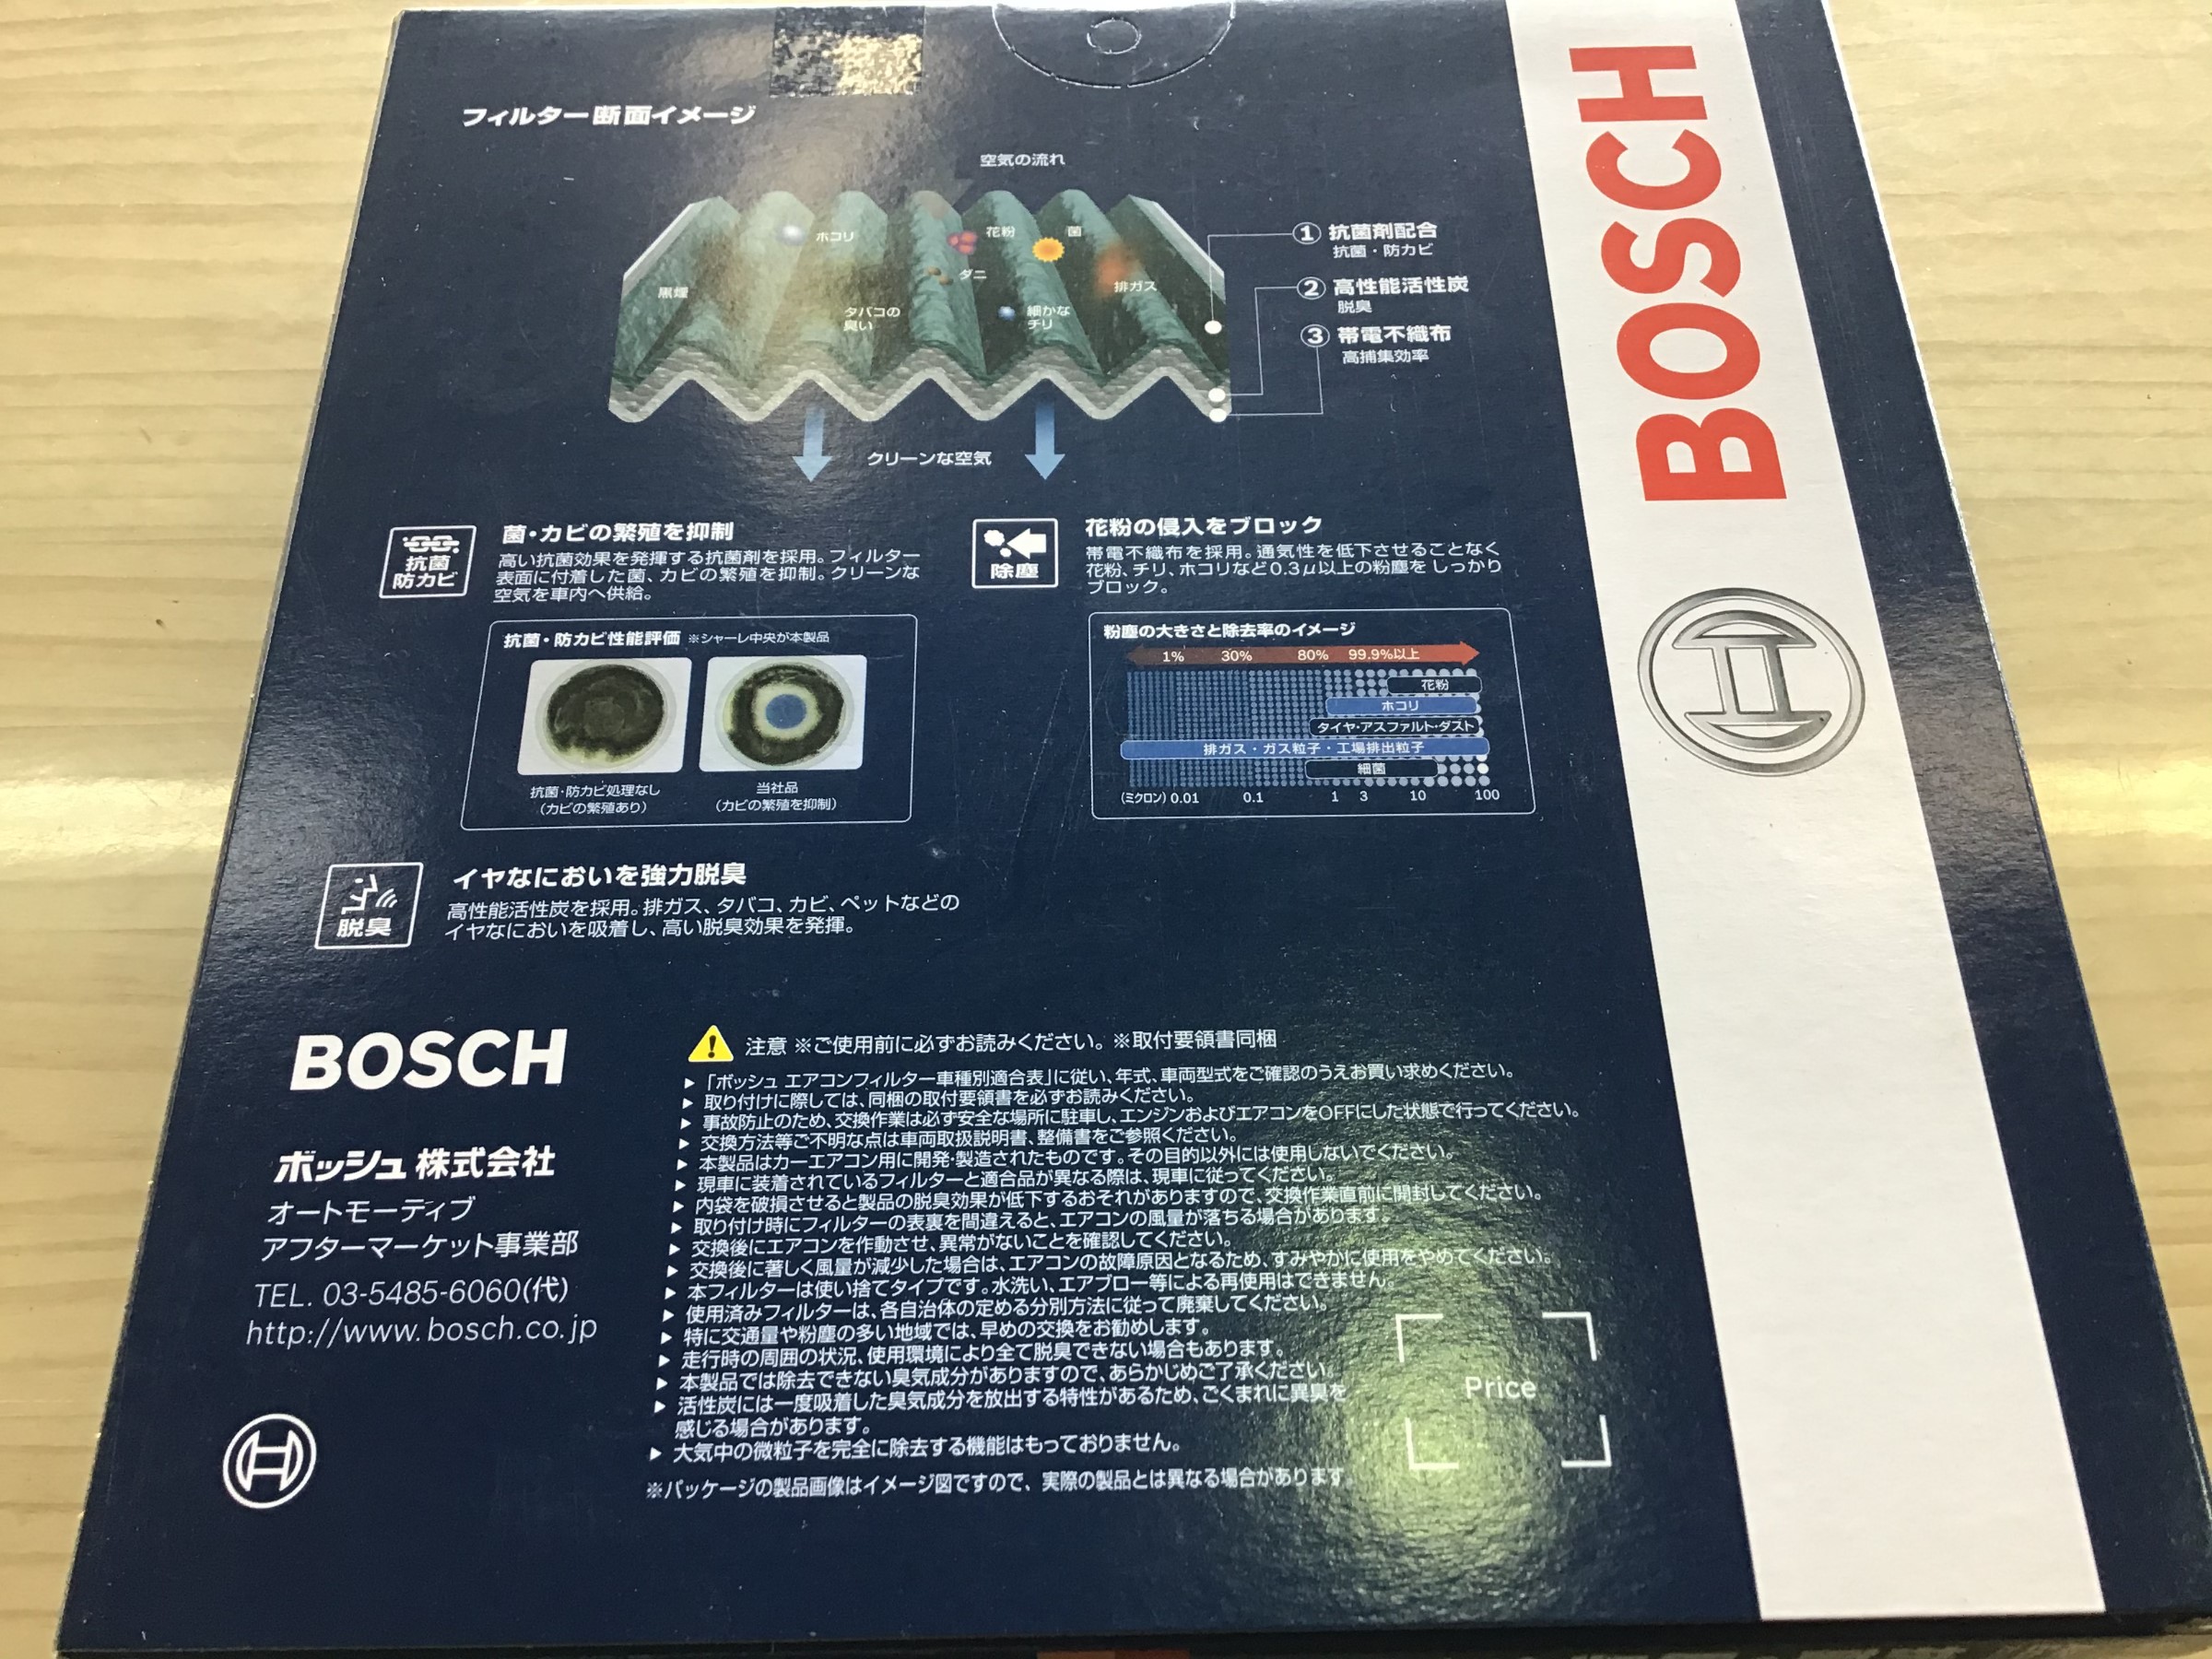 フィルター断面イメージ
空気の流れ
ホコリ
花粉
菌
ダニ
黒煙
タバコの
臭い
細かな
チリ
排ガス
① 抗菌剤配合
抗菌・防カビ
② 高性能活性炭
脱臭
③ 帯電不織布
高捕集効率
クリーンな空気
BOSCH
抗菌
防カビ
菌・カビの繁殖を抑制
高い抗菌効果を発揮する抗菌剤を採用。フィルター
表面に付着した菌、カビの繁殖を抑制。クリーンな
空気を車内へ供給。
抗菌・防カビ性能評価 ※シャーレ中央が本製品
抗菌・防カビ処理なし
(カビの繁殖あり)
当社品
(カビの繁殖を抑制)
除塵
花粉の侵入をブロック
帯電不織布を採用。通気性を低下させることなく
花粉、チリ、ホコリなど0.3μ以上の粉塵をしっかり
ブロック。
粉塵の大きさと除去率のイメージ
1% 30% 80% 99.9%以上
花粉
ホコリ
タイヤ・アスファルト・ダスト
排ガス・ガス粒子・工場排出粒子
細菌
(ミクロン) 0.01 0.1 1 3 10 100
脱臭
イヤなにおいを強力脱臭
高性能活性炭を採用。排ガス、タバコ、カビ、ペットなどの
イヤなにおいを吸着し、高い脱臭効果を発揮。
BOSCH
ボッシュ株式会社
オートモーティブ
アフターマーケット事業部
TEL. 03-5485-6060(代)
http://www.bosch.co.jp
注意 ※ご使用前に必ずお読みください。※取付要領書同梱
▶「ボッシュ エアコンフィルター車種別適合表」に従い、年式、車両型式をご確認のうえお買い求めください。
▶ 取り付けに際しては、同梱の取付要領書を必ずお読みください。
▶ 事故防止のため、交換作業は必ず安全な場所に駐車し、エンジンおよびエアコンをOFFにした状態で行ってください。
▶ 交換方法等ご不明な点は車両取扱説明書、整備書をご参照ください。
▶ 本製品はカーエアコン用に開発・製造されたものです。その目的以外には使用しないでください。
▶ 現車に装着されているフィルターと適合品が異なる際は、現車に従ってください。
▶ 内袋を破損させると製品の脱臭効果が低下するおそれがありますので、交換作業直前に開封してください。
▶ 取り付け時にフィルターの表裏を間違えると、エアコンの風量が落ちる場合があります。
▶ 交換後にエアコンを作動させ、異常がないことを確認してください。
▶ 交換後に著しく風量が減少した場合は、エアコンの故障原因となるため、すみやかに使用をやめてください。
▶ 本フィルターは使い捨てタイプです。水洗い、エアブロー等による再使用はできません。
▶ 使用済みフィルターは、各自治体の定める分別方法に従って廃棄してください。
▶ 特に交通量や粉塵の多い地域では、早めの交換をお勧めします。
▶ 走行時の周囲の状況、使用環境により全て脱臭できない場合もあります。
▶ 本製品では除去できない臭気成分がありますので、あらかじめご了承ください。
▶ 活性炭には一度吸着した臭気成分を放出する特性があるため、ごくまれに異臭を
感じる場合があります。
▶ 大気中の微粒子を完全に除去する機能はもっておりません。
※パッケージの製品画像はイメージ図ですので、実際の製品とは異なる場合があります。
Price